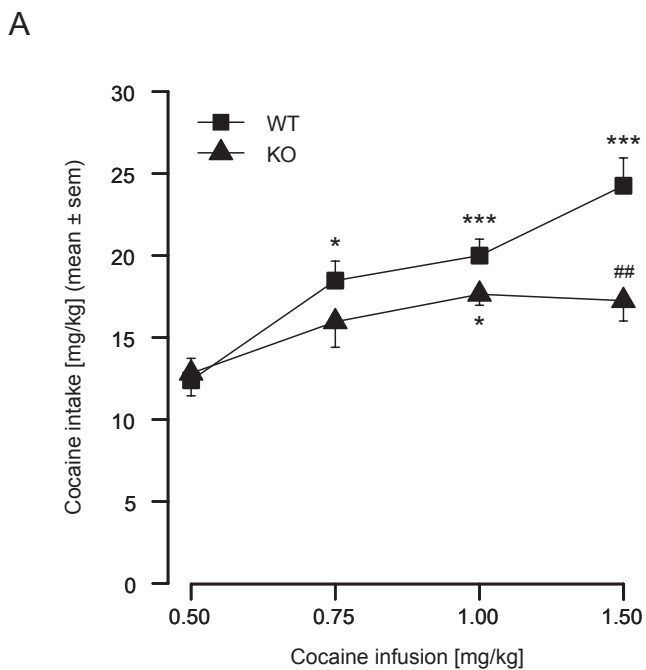 A
30
25
20
15
10
5
0
Cocaine intake [mg/kg] (mean ± sem)
WT
KO
*
***
***
*
##
0.50 0.75 1.00 1.50
Cocaine infusion [mg/kg]